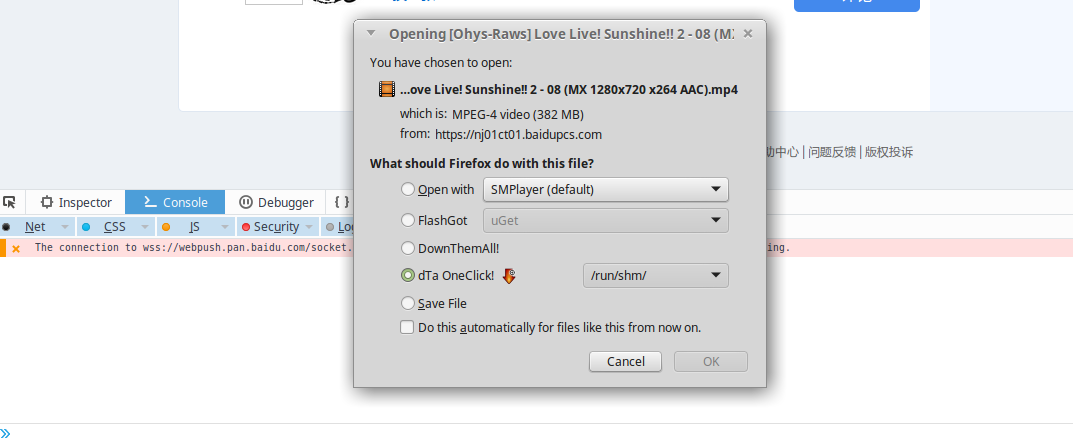 Opening [Ohys-Raws] Love Live! Sunshine!! 2 - 08 (M
You have chosen to open:
...ove Live! Sunshine!! 2 - 08 (MX 1280x720 x264 AAC).mp4
which is: MPEG-4 video (382 MB)
from: https://nj01ct01.baidupcs.com
What should Firefox do with this file?
Open with SMPlayer (default)
FlashGot uGet
DownThemAll!
dTa OneClick! /run/shm/
Save File
Do this automatically for files like this from now on.
Cancel OK
助中心 | 问题反馈 | 版权投诉
Inspector Console Debugger { }
Net CSS JS Security Lo
The connection to wss://webpush.pan.baidu.com/socket. ing.